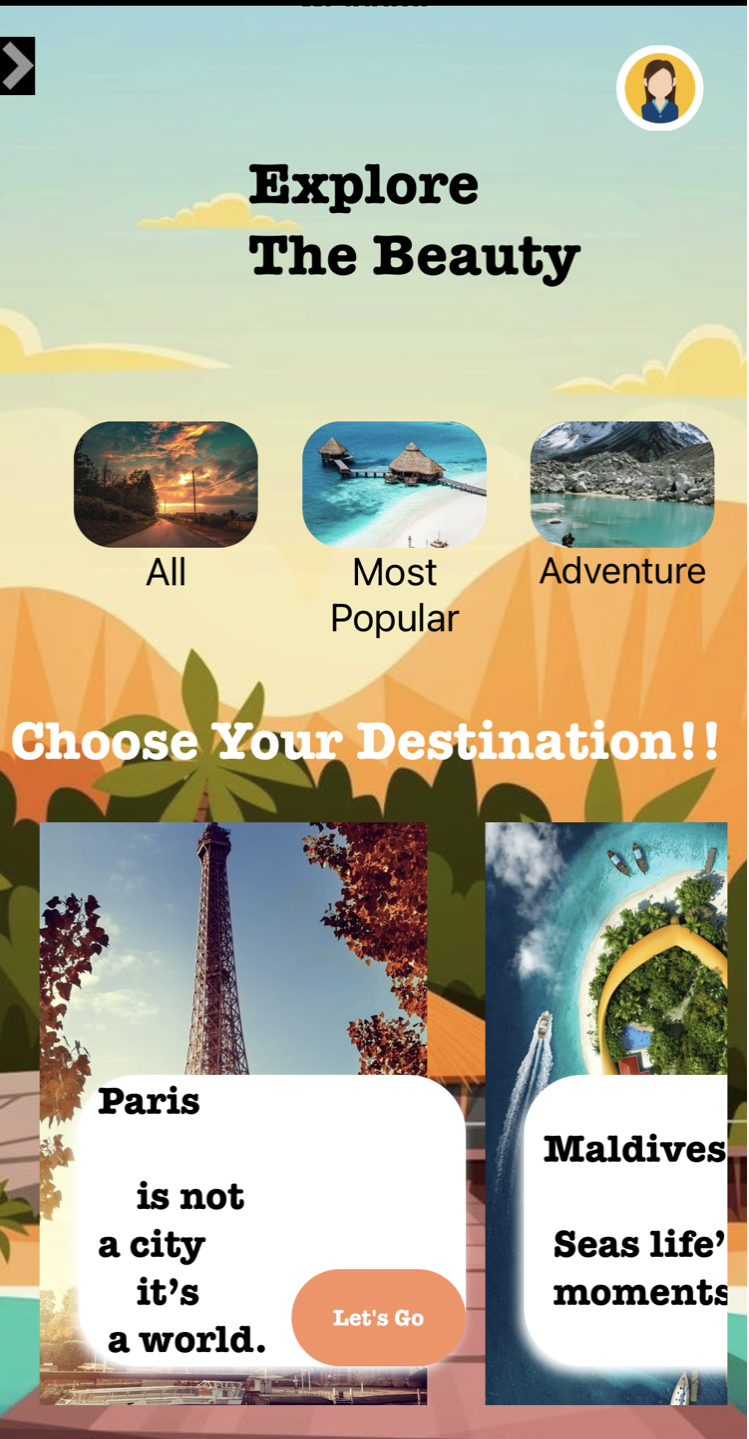 Explore
The Beauty
All
Most
Popular
Adventure
Choose Your Destination!!
Paris
is not
a city
it’s
a world.
Let's Go
Maldives
Seas life’
moments